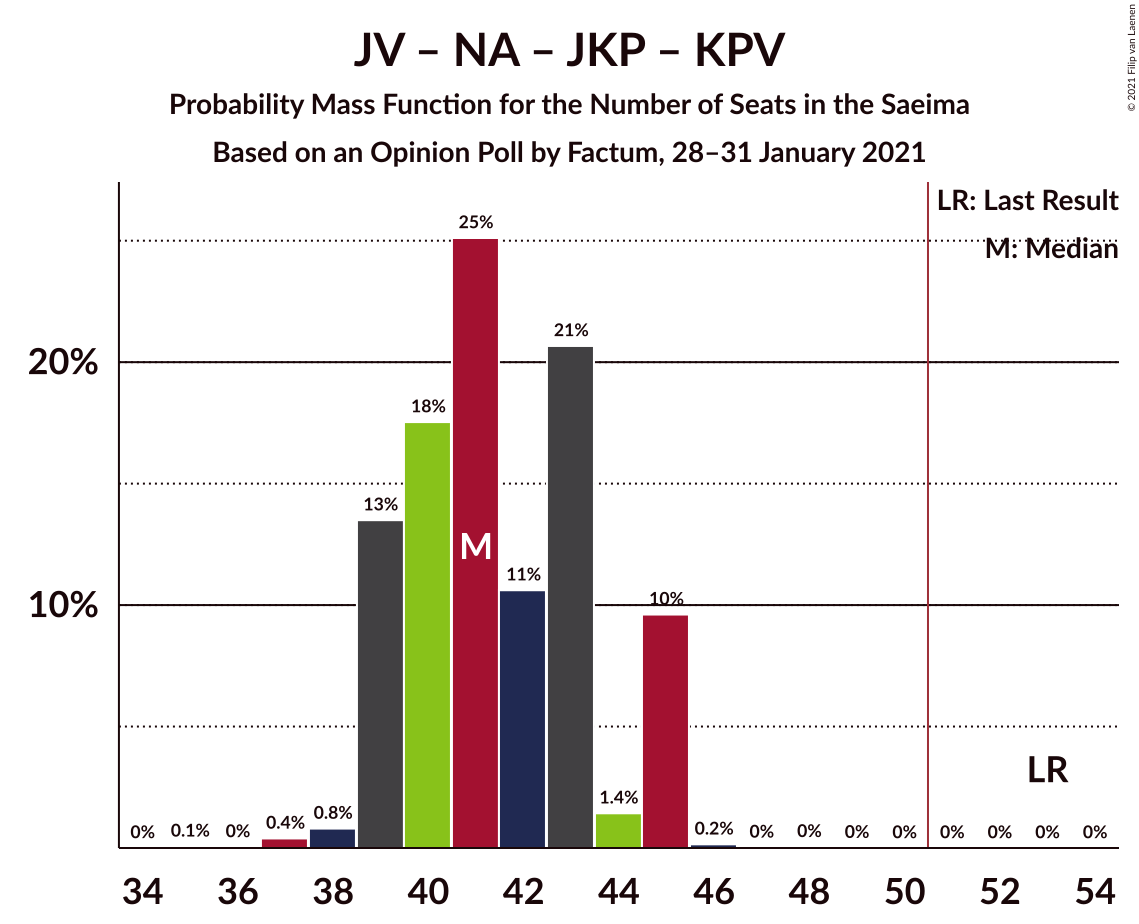 JV – NA – JKP – KPV
Probability Mass Function for the Number of Seats in the Saeima
Based on an Opinion Poll by Factum, 28–31 January 2021
© 2021 Filip van Laenen
LR: Last Result
M: Median
20%
10%
0%
0.1%
0%
0.4%
0.8%
13%
18%
25%
11%
21%
1.4%
10%
0.2%
0%
0%
0%
0%
0%
0%
0%
0%
M
LR
34 36 38 40 42 44 46 48 50 52 54